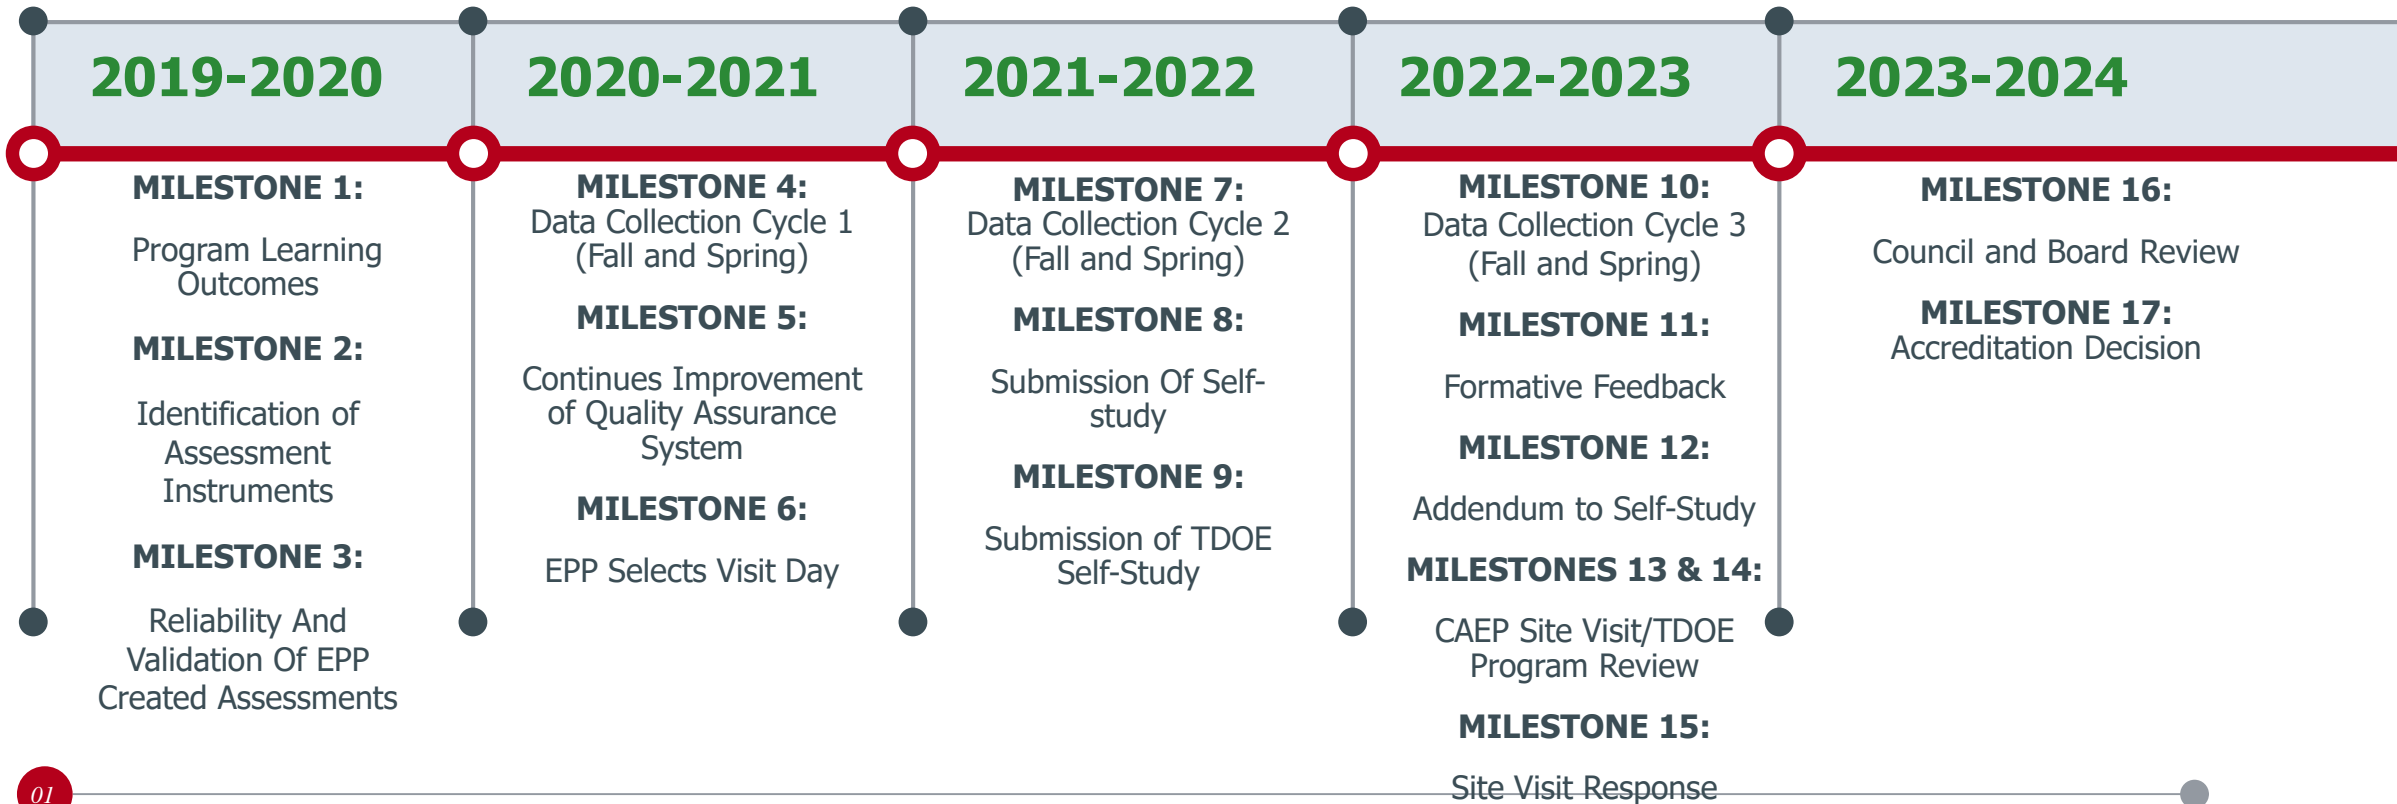 2019-2020
MILESTONE 1:
Program Learning
Outcomes
MILESTONE 2:
Identification of
Assessment
Instruments
MILESTONE 3:
Reliability And
Validation Of EPP
Created Assessments
2020-2021
MILESTONE 4:
Data Collection Cycle 1
(Fall and Spring)
MILESTONE 5:
Continues Improvement
of Quality Assurance
System
MILESTONE 6:
EPP Selects Visit Day
2021-2022
MILESTONE 7:
Data Collection Cycle 2
(Fall and Spring)
MILESTONE 8:
Submission Of Self-
study
MILESTONE 9:
Submission of TDOE
Self-Study
2022-2023
MILESTONE 10:
Data Collection Cycle 3
(Fall and Spring)
MILESTONE 11:
Formative Feedback
MILESTONE 12:
Addendum to Self-Study
MILESTONES 13 & 14:
CAEP Site Visit/TDOE
Program Review
MILESTONE 15:
Site Visit Response
2023-2024
MILESTONE 16:
Council and Board Review
MILESTONE 17:
Accreditation Decision
01